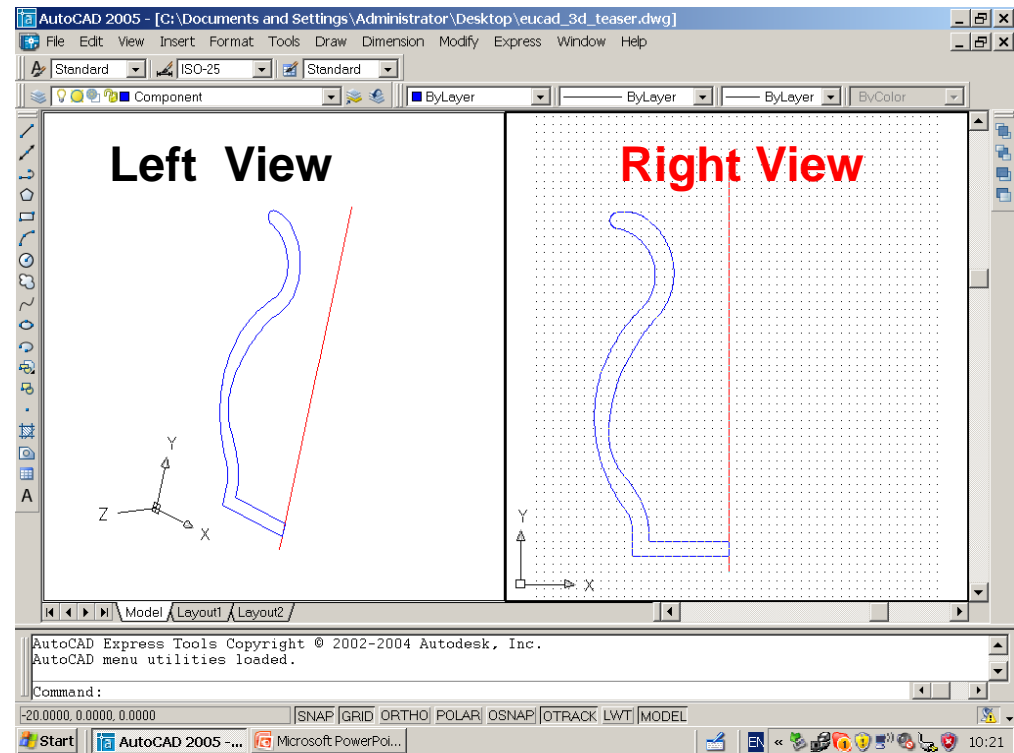 AutoCAD 2005 - [C:\Documents and Settings\Administrator\Desktop\eucad_3d_teaser.dwg]
File Edit View Insert Format Tools Draw Dimension Modify Express Window Help
Standard ISO-25 Standard
Component ByLayer ByLayer ByLayer ByColor
Left View Right View
Y
Z
X
Y
X
Model Layout1 Layout2
AutoCAD Express Tools Copyright © 2002-2004 Autodesk, Inc.
AutoCAD menu utilities loaded.
Command:
-20.0000, 0.0000, 0.0000 SNAP GRID ORTHO POLAR OSNAP OTRACK LWT MODEL
Start AutoCAD 2005 -... Microsoft PowerPoi... EN « 10:21